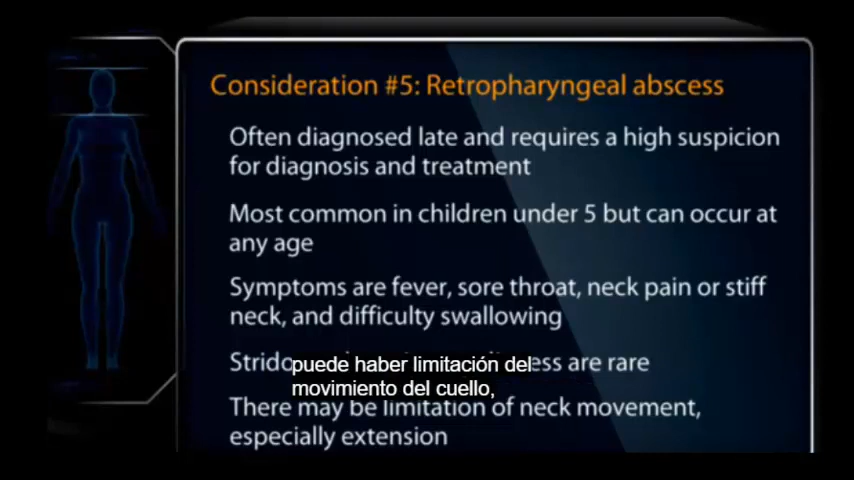 Consideration #5: Retropharyngeal abscess
Often diagnosed late and requires a high suspicion
for diagnosis and treatment
Most common in children under 5 but can occur at
any age
Symptoms are fever, sore throat, neck pain or stiff
neck, and difficulty swallowing
are rare
puede haber limitación del
movimiento del cuello,
There may be limitation of neck movement,
especially extension